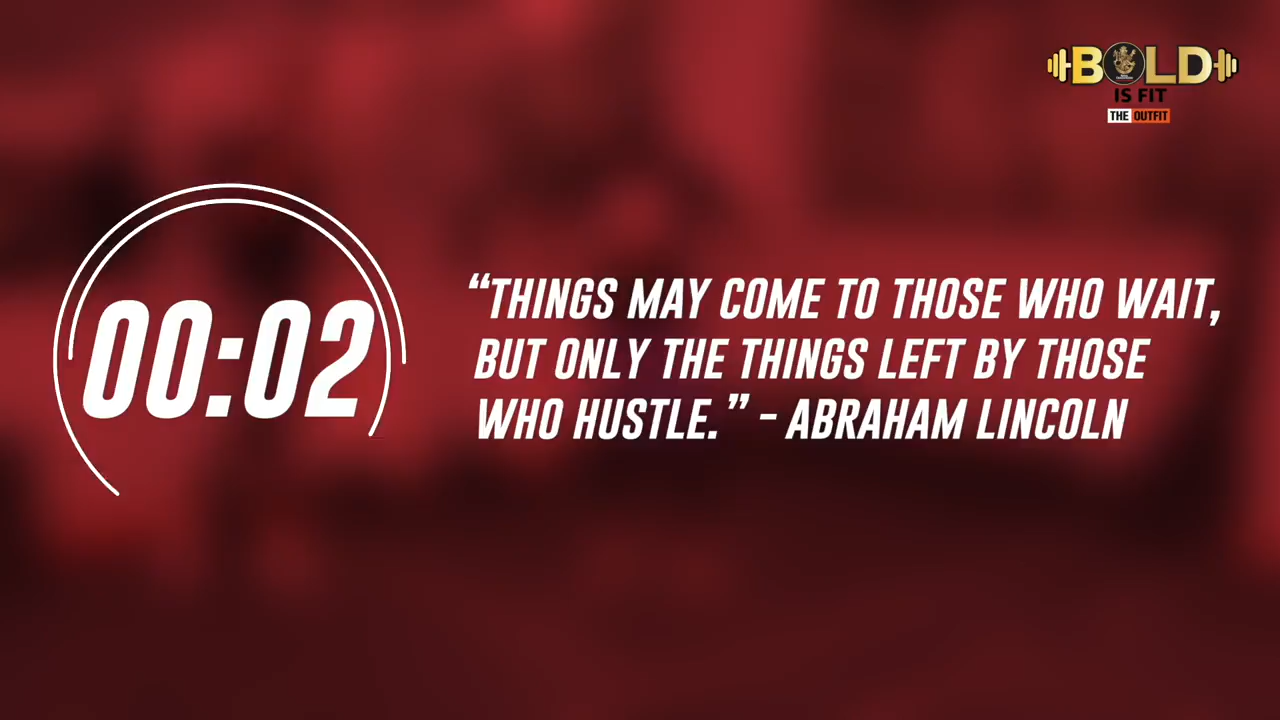 BOLD
IS FIT
THE OUTFIT
00:02
“THINGS MAY COME TO THOSE WHO WAIT,
BUT ONLY THE THINGS LEFT BY THOSE
WHO HUSTLE.” - ABRAHAM LINCOLN